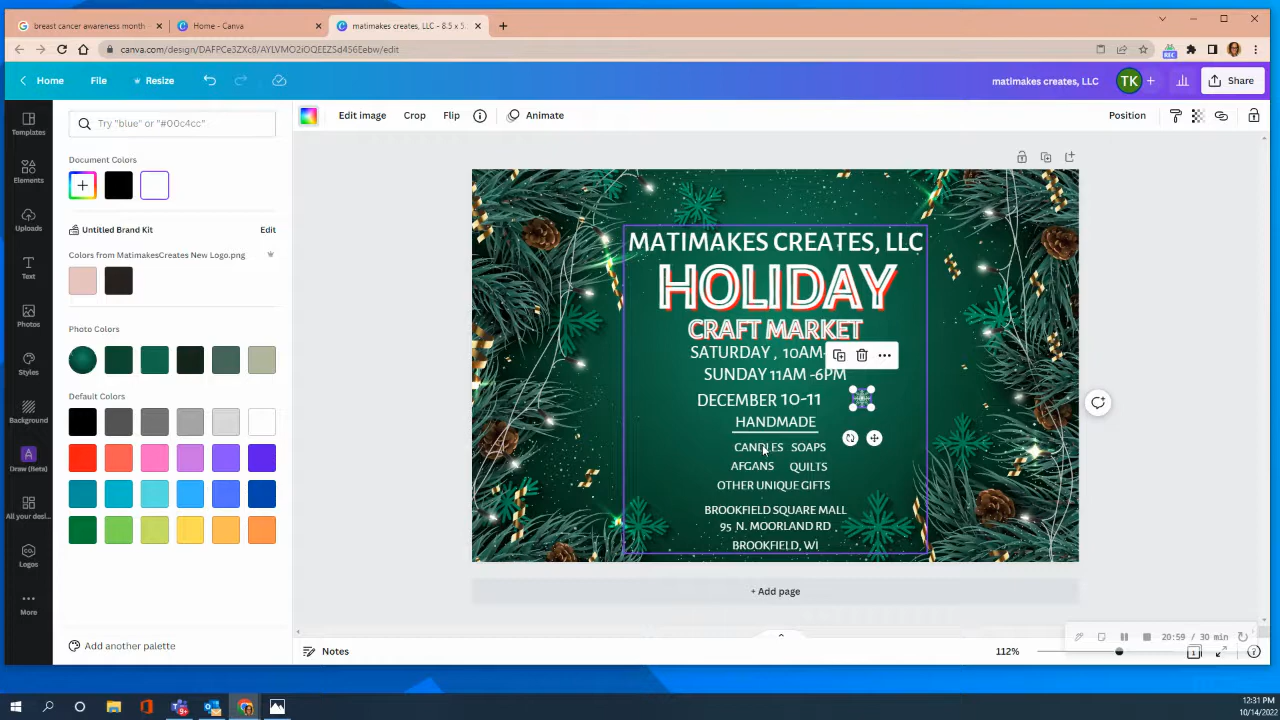 breast cancer awareness month -
Home - Canva
matimakes creates, LLC - 8.5 x 5.
canva.com/design/DAFPCe3ZXc8/AYLVMO2iOQEEZSd456Eebw/edit
REC
Home
File
Resize
matimakes creates, LLC
TK
Share
Templates
Elements
Uploads
Text
Photos
Styles
Background
Draw (Beta)
All your desi...
Logos
More
Try "blue" or "#00c4cc"
Document Colors
Untitled Brand Kit
Edit
Colors from MatimakesCreates New Logo.png
Photo Colors
Default Colors
Add another palette
Edit image
Crop
Flip
Animate
Position
MATIMAKES CREATES, LLC
HOLIDAY
CRAFT MARKET
SATURDAY , 10AM-
SUNDAY 11AM -6PM
DECEMBER 10-11
HANDMADE
CANDLES SOAPS
AFGANS QUILTS
OTHER UNIQUE GIFTS
BROOKFIELD SQUARE MALL
95 N. MOORLAND RD
BROOKFIELD, WI
+ Add page
20:59 / 30 min
Notes
112%
1
12:31 PM
10/14/2022